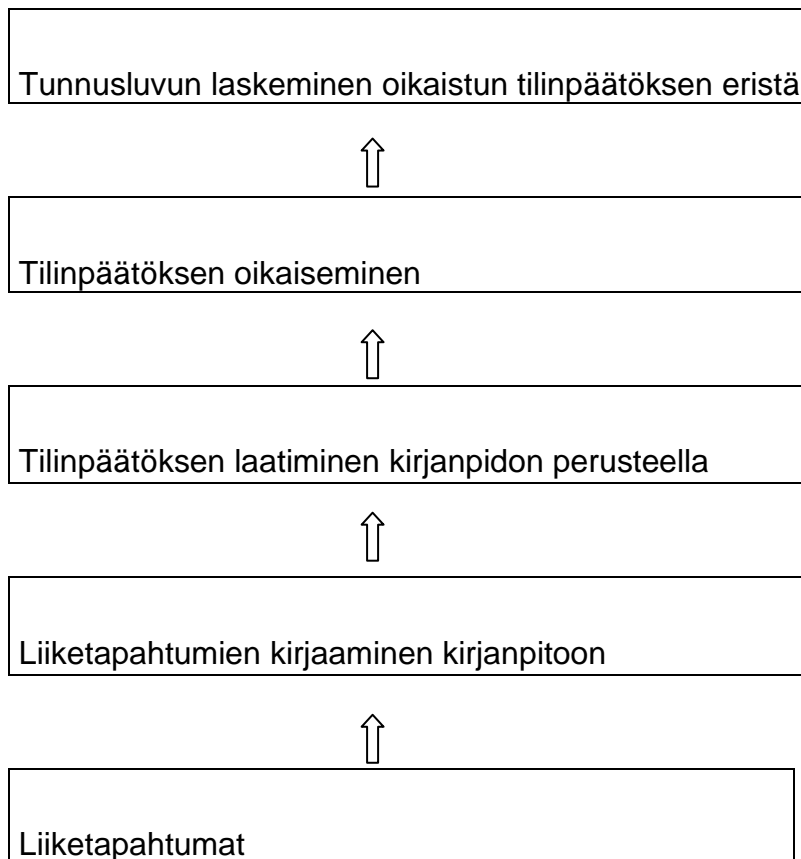 Tunnusluvun laskeminen oikaistun tilinpäätöksen eristä
Tilinpäätöksen oikaiseminen
Tilinpäätöksen laatiminen kirjanpidon perusteella
Liiketapahtumien kirjaaminen kirjanpitoon
Liiketapahtumat